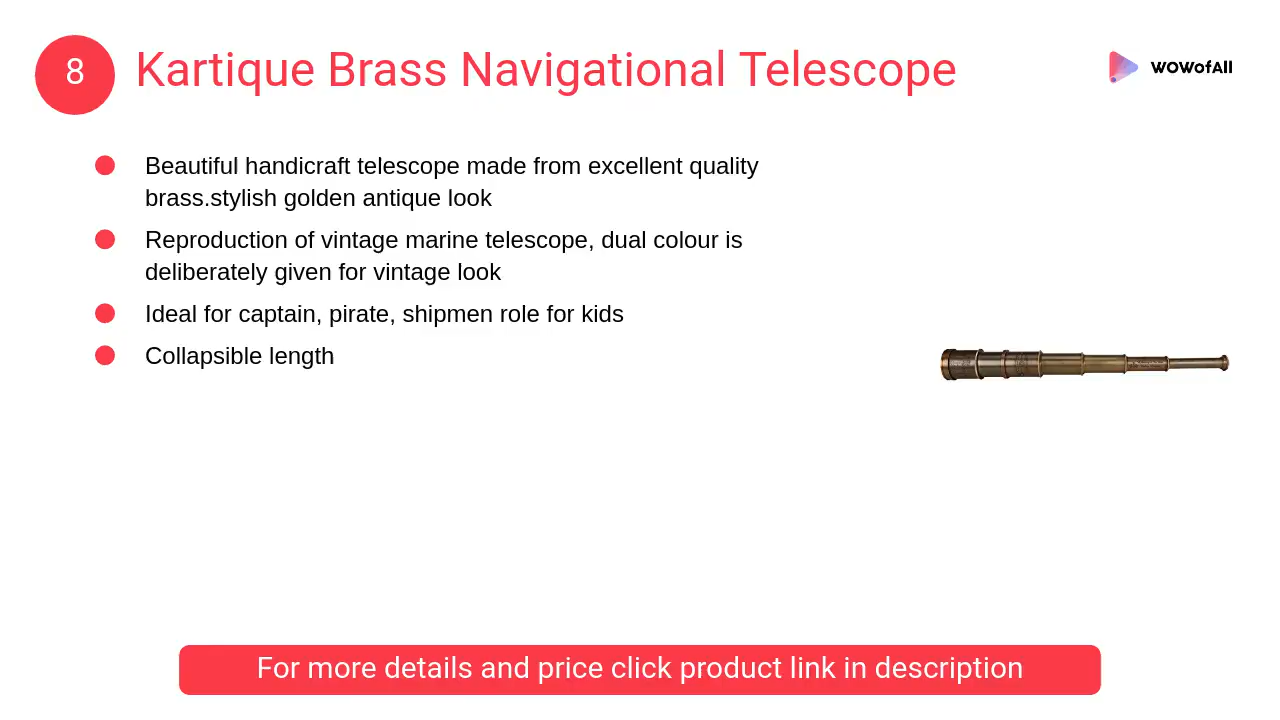 8
Kartique Brass Navigational Telescope
WOWofAll
Beautiful handicraft telescope made from excellent quality
brass.stylish golden antique look
Reproduction of vintage marine telescope, dual colour is
deliberately given for vintage look
Ideal for captain, pirate, shipmen role for kids
Collapsible length
For more details and price click product link in description